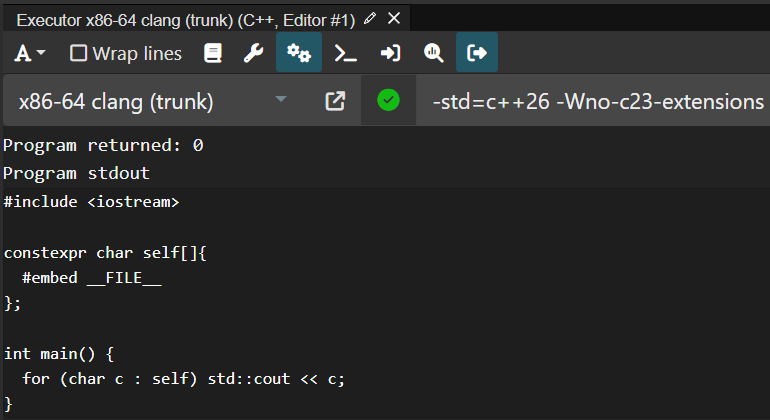 Executor x86-64 clang (trunk) (C++, Editor #1)
A Wrap lines
x86-64 clang (trunk) -std=c++26 -Wno-c23-extensions
Program returned: 0
Program stdout
#include <iostream>

constexpr char self[]{
  #embed __FILE__
};

int main() {
  for (char c : self) std::cout << c;
}